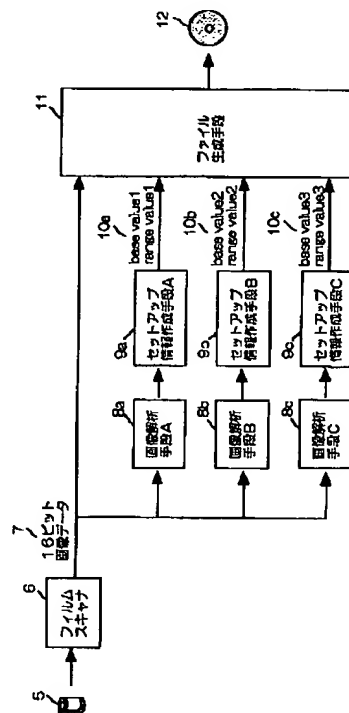 5
6
フィルム
スキャナ
7
16ビット
画像データ
8a
画像解析
手段A
8b
画像解析
手段B
8c
画像解析
手段C
9a
セットアップ
情報作成手段A
9b
セットアップ
情報作成手段B
9c
セットアップ
情報作成手段C
10a
base value1
range value1
10b
base value2
range value2
10c
base value3
range value3
11
ファイル
生成手段
12